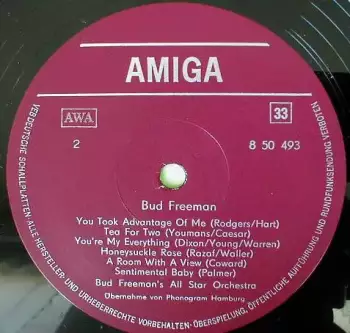 AMIGA
AWA
33
2
8 50 493
Bud Freeman
You Took Advantage Of Me (Rodgers/Hart)
Tea For Two (Youmans/Caesar)
You're My Everything (Dixon/Young/Warren)
Honeysuckle Rose (Razaf/Waller)
A Room With A View (Coward)
Sentimental Baby (Palmer)
Bud Freeman's All Star Orchestra
Übernahme von Phonogram Hamburg
VEB DEUTSCHE SCHALLPLATTEN·ALLE HERSTELLER- UND URHEBERRECHTE VORBEHALTEN·ÜBERSPIELUNG, ÖFFENTLICHE AUFFÜHRUNG UND RUNDFUNKSENDUNG VERBOTEN